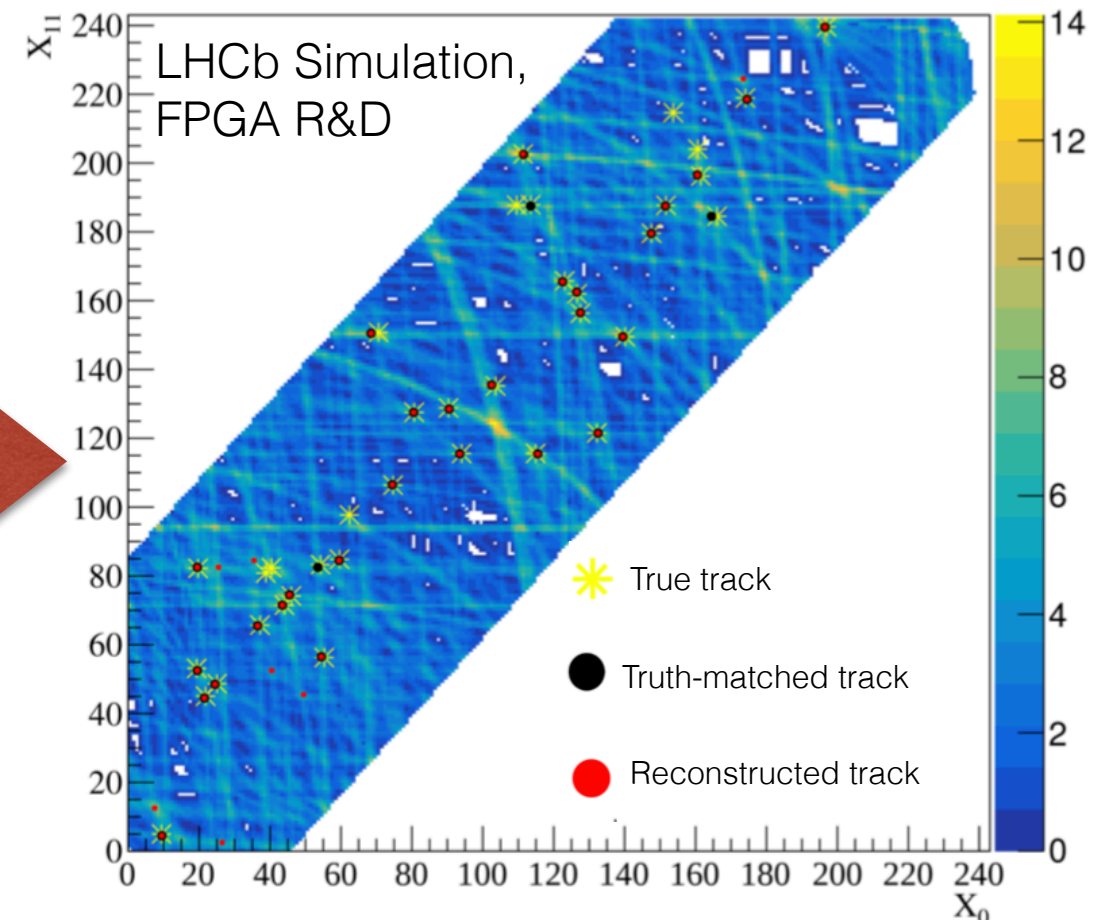 X11
240
220
200
180
160
140
120
100
80
60
40
20
0
LHCb Simulation,
FPGA R&D
True track
Truth-matched track
Reconstructed track
0 20 40 60 80 100 120 140 160 180 200 220 240
X0
14
12
10
8
6
4
2
0